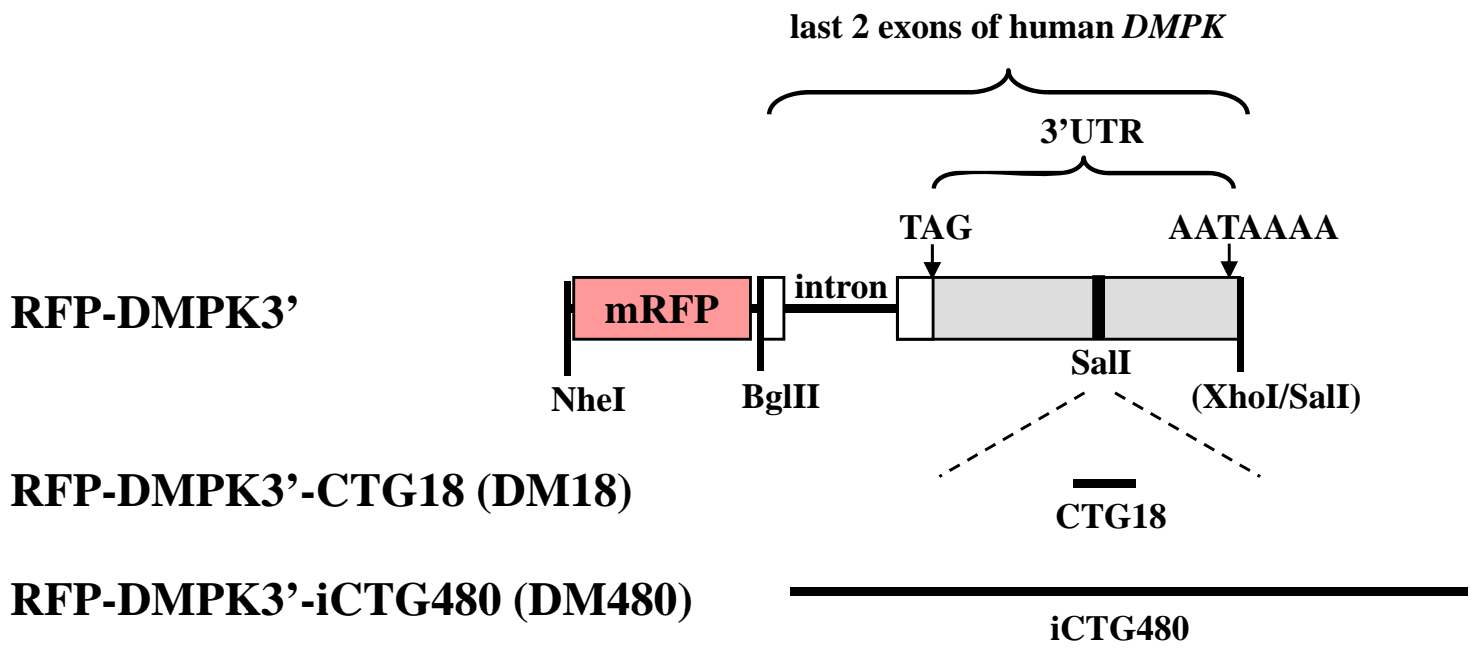 last 2 exons of human DMPK
3’UTR
TAG
AATAAAA
RFP-DMPK3’
mRFP
intron
NheI
BglII
SalI
(XhoI/SalI)
RFP-DMPK3’-CTG18 (DM18)
CTG18
RFP-DMPK3’-iCTG480 (DM480)
iCTG480